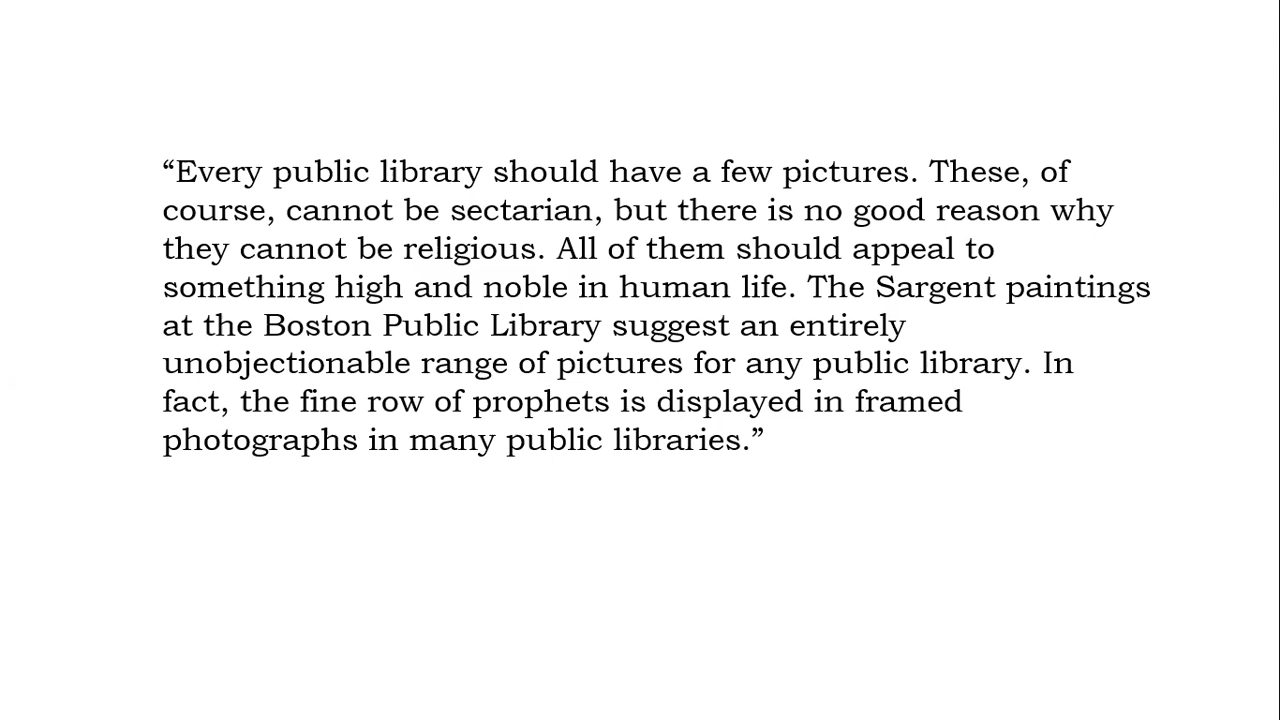 “Every public library should have a few pictures. These, of
course, cannot be sectarian, but there is no good reason why
they cannot be religious. All of them should appeal to
something high and noble in human life. The Sargent paintings
at the Boston Public Library suggest an entirely
unobjectionable range of pictures for any public library. In
fact, the fine row of prophets is displayed in framed
photographs in many public libraries.”